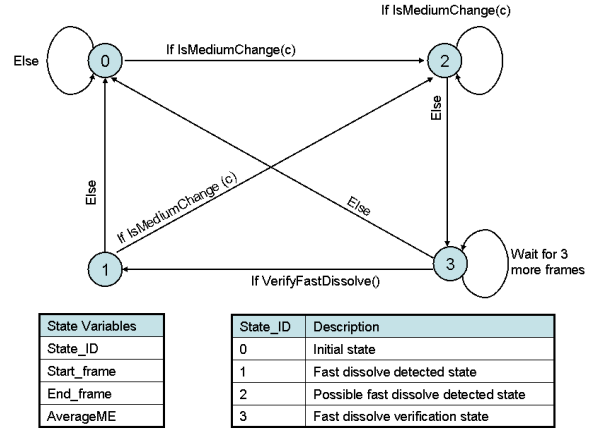 If IsMediumChange(c)
If IsMediumChange(c)
Else
0
2
Else
Else
If IsMediumChange (c)
Else
1
3
Wait for 3
more frames
If VerifyFastDissolve()
State Variables
State_ID
Start_frame
End_frame
AverageME
State_ID Description
0 Initial state
1 Fast dissolve detected state
2 Possible fast dissolve detected state
3 Fast dissolve verification state